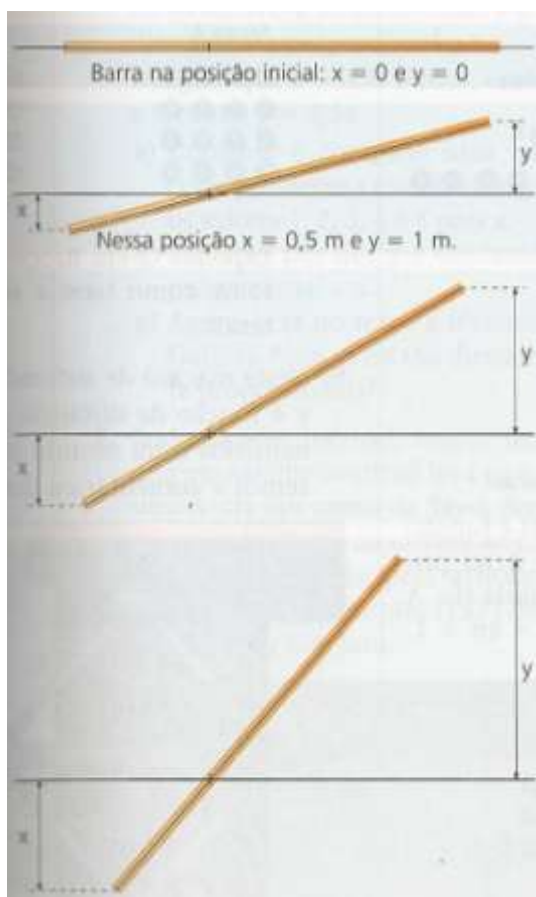 Barra na posição inicial: x = 0 e y = 0
y
x
Nessa posição x = 0,5 m e y = 1 m.
y
x
y
x